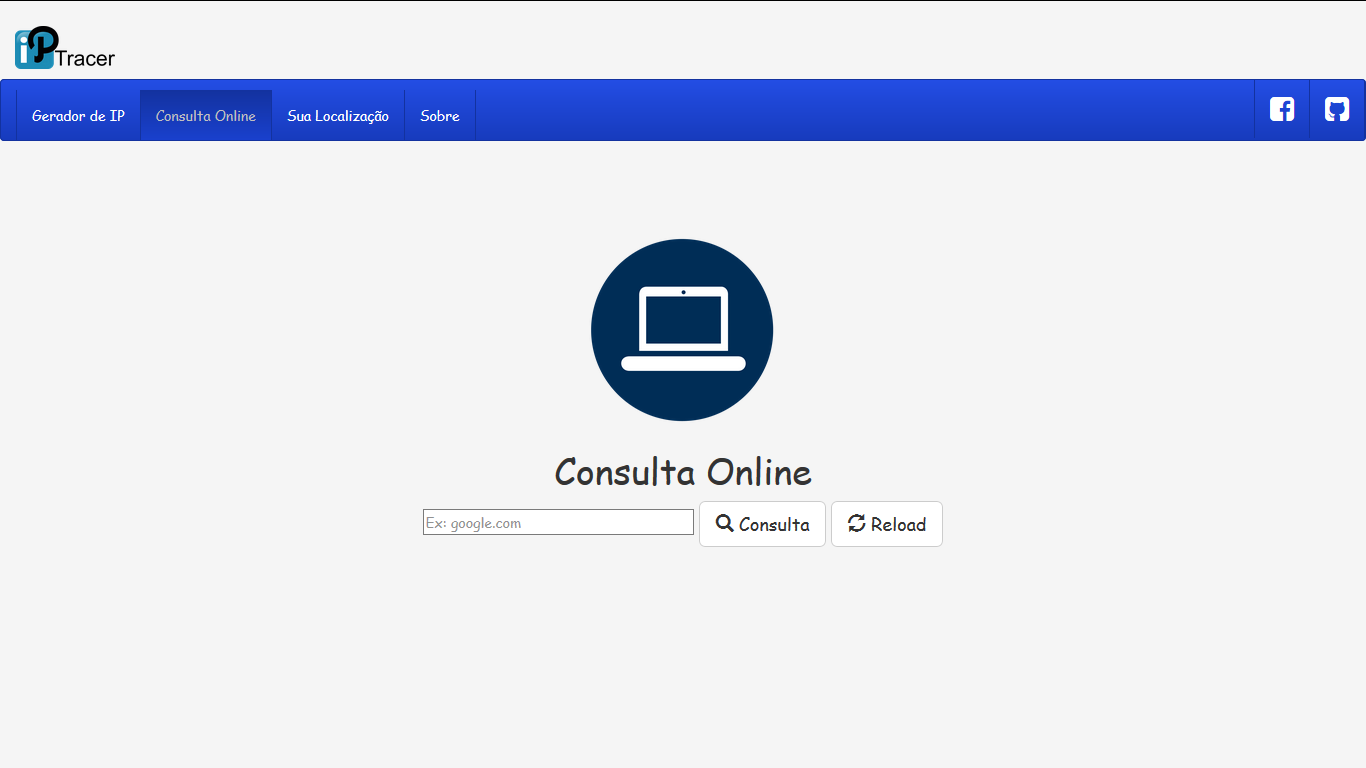 iP Tracer
Gerador de IP Consulta Online Sua Localização Sobre
Consulta Online
Ex: google.com Consulta Reload